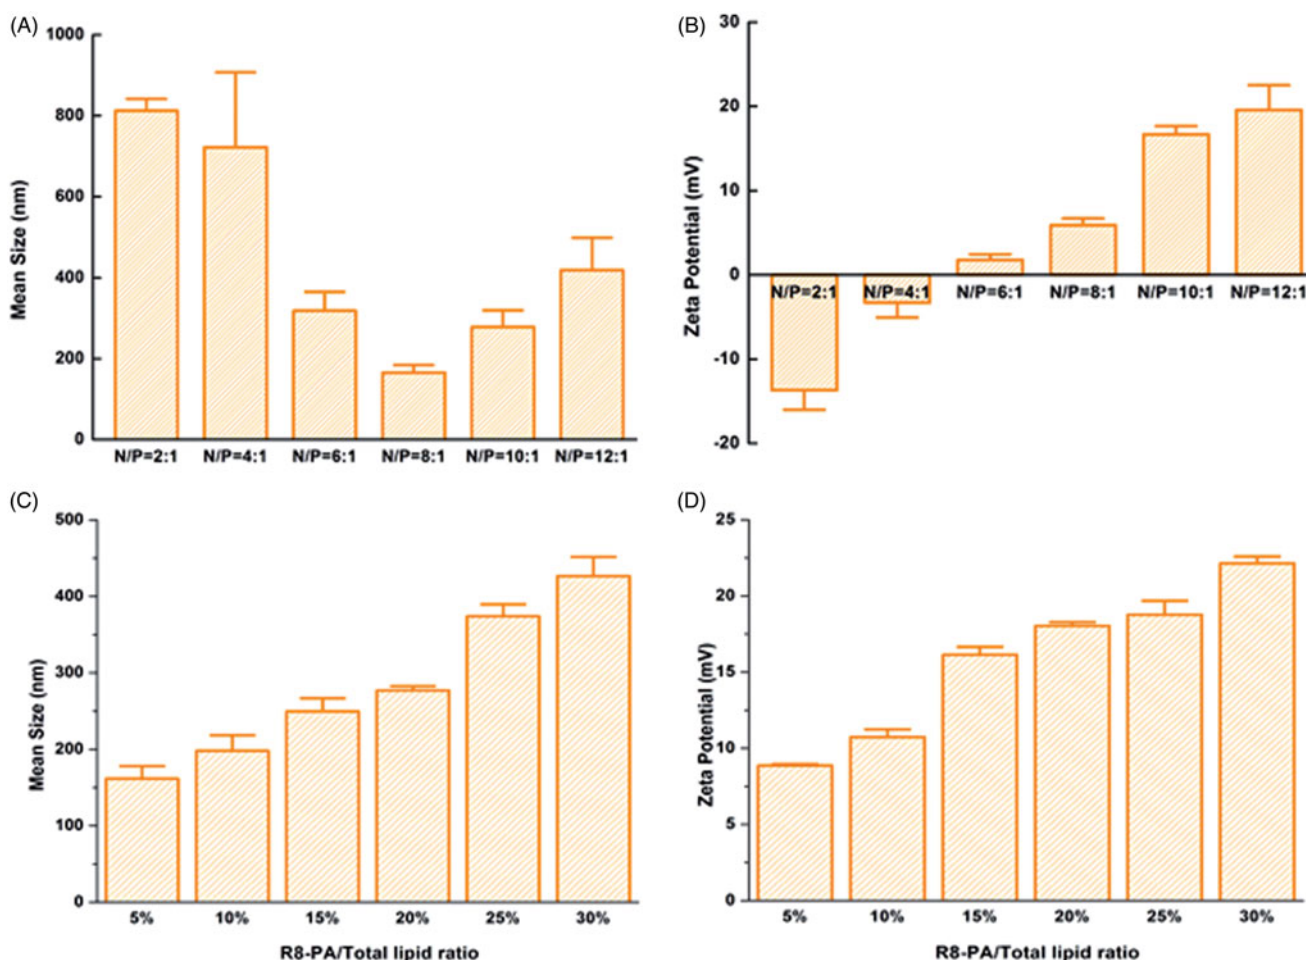 (A)
1000
800
600
400
200
0
Mean Size (nm)
N/P=2:1 N/P=4:1 N/P=6:1 N/P=8:1 N/P=10:1 N/P=12:1
(B)
30
20
10
0
-10
-20
Zeta Potential (mV)
N/P=2:1 N/P=4:1 N/P=6:1 N/P=8:1 N/P=10:1 N/P=12:1
(C)
500
400
300
200
100
0
Mean Size (nm)
5% 10% 15% 20% 25% 30%
R8-PA/Total lipid ratio
(D)
25
20
15
10
5
0
Zeta Potential (mV)
5% 10% 15% 20% 25% 30%
R8-PA/Total lipid ratio